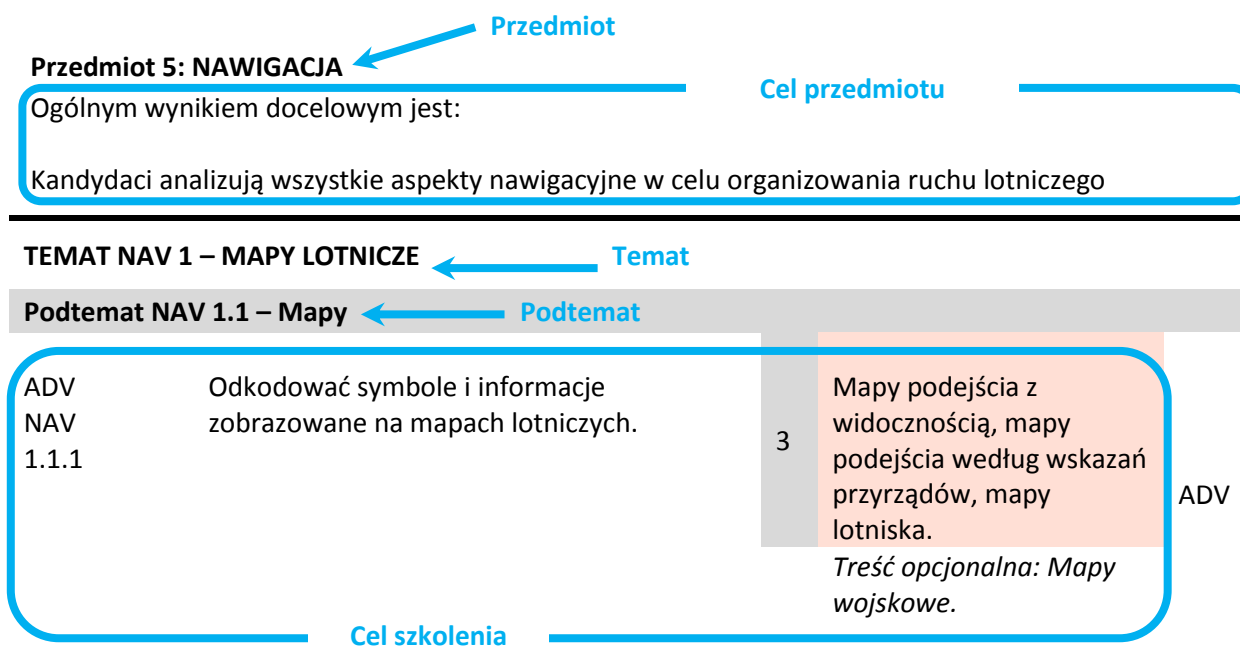 Przedmiot
Przedmiot 5: NAWIGACJA
Cel przedmiotu
Ogólnym wynikiem docelowym jest:
Kandydaci analizują wszystkie aspekty nawigacyjne w celu organizowania ruchu lotniczego
TEMAT NAV 1 – MAPY LOTNICZE
Temat
Podtemat NAV 1.1 – Mapy
Podtemat
ADV
NAV
1.1.1
Odkodować symbole i informacje
zobrazowane na mapach lotniczych.
3
Mapy podejścia z
widocznością, mapy
podejścia według wskazań
przyrządów, mapy
lotniska.
Treść opcjonalna: Mapy
wojskowe.
ADV
Cel szkolenia